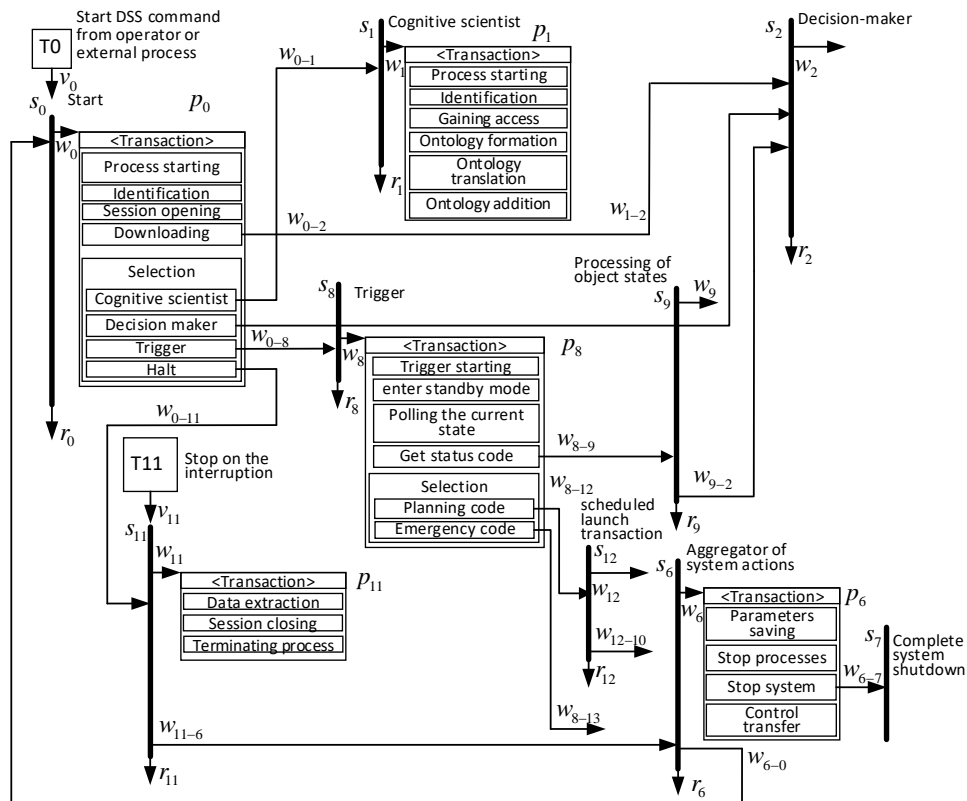 Start DSS command
from operator or
external process
T0
v0
s0
Start
p0
w0
<Transaction>
Process starting
Identification
Session opening
Downloading
Selection
Cognitive scientist
Decision maker
Trigger
Halt
r0
w0–1
w0–2
w0–8
w0–11
s1
Cognitive scientist
p1
w1
<Transaction>
Process starting
Identification
Gaining access
Ontology formation
Ontology
translation
Ontology addition
r1
w1–2
s2
Decision-maker
w2
r2
s8
Trigger
w8
p8
<Transaction>
Trigger starting
enter standby mode
Polling the current
state
Get status code
Selection
Planning code
Emergency code
r8
w8–9
w8–12
w8–13
Processing of
object states
s9
w9
w9–2
r9
T11
Stop on the
interruption
v11
s11
w11
p11
<Transaction>
Data extraction
Session closing
Terminating process
w11–6
r11
scheduled
launch
transaction
s12
w12
w12–10
r12
Aggregator of
system actions
s6
w6
p6
<Transaction>
Parameters
saving
Stop processes
Stop system
Control
transfer
r6
w6–7
w6–0
s7
Complete
system
shutdown